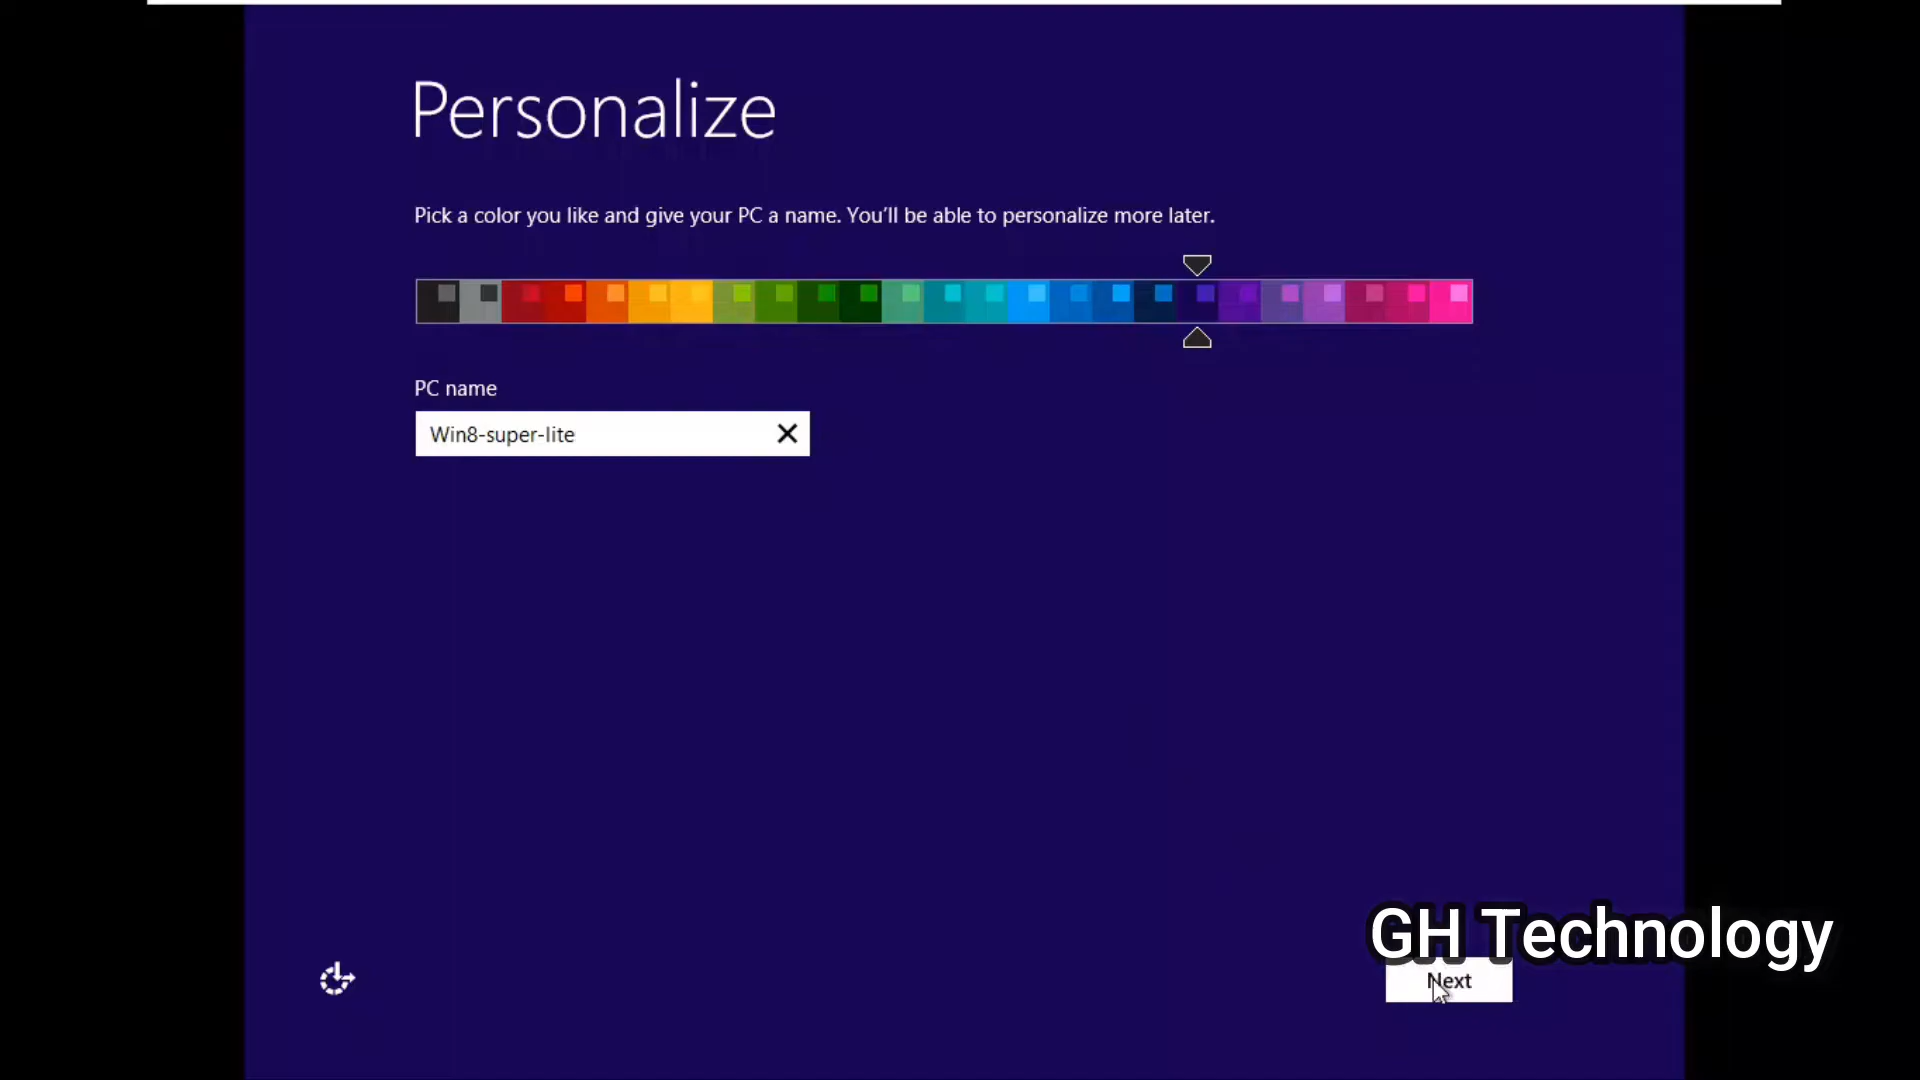 Personalize
Pick a color you like and give your PC a name. You'll be able to personalize more later.
PC name
Win8-super-lite
GH Technology
Next